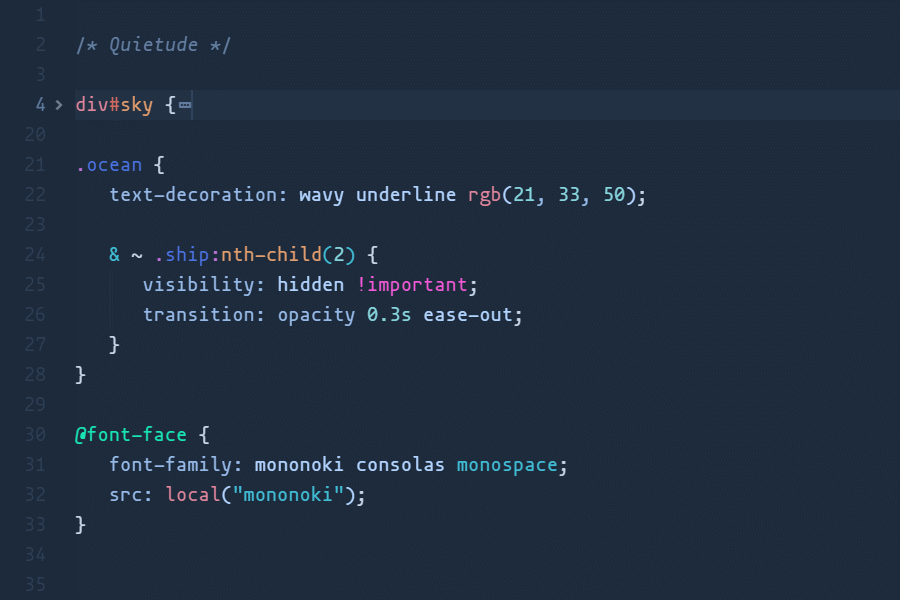 1
2 /* Quietude */
3
4 > div#sky {
20
21 .ocean {
22 text-decoration: wavy underline rgb(21, 33, 50);
23
24 & ~ .ship:nth-child(2) {
25 visibility: hidden !important;
26 transition: opacity 0.3s ease-out;
27 }
28 }
29
30 @font-face {
31 font-family: mononoki consolas monospace;
32 src: local("mononoki");
33 }
34
35